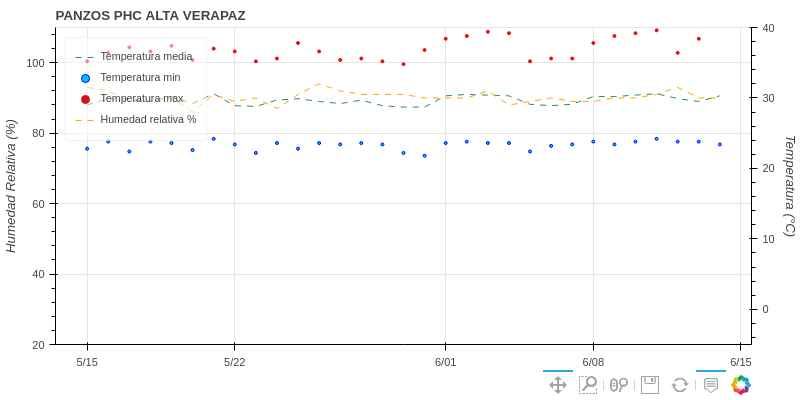 PANZOS PHC ALTA VERAPAZ
Temperatura media
Temperatura min
Temperatura max
Humedad relativa %
Humedad Relativa (%)
100
80
60
40
20
Temperatura (°C)
40
30
20
10
0
5/15
5/22
6/01
6/08
6/15